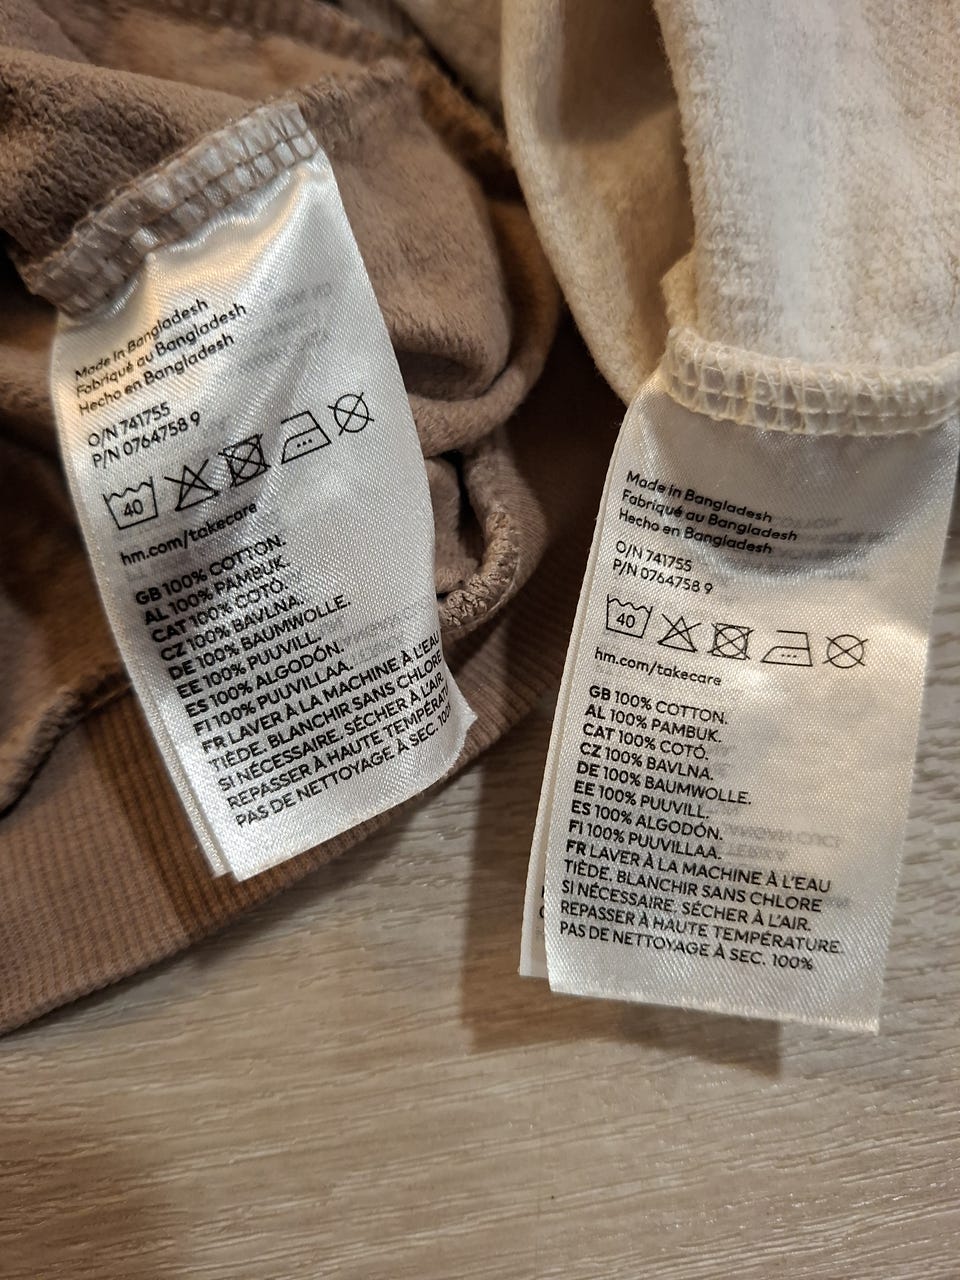 Made in Bangladesh
Fabriqué au Bangladesh
Hecho en Bangladesh
O/N 741755
P/N 0764758 9
40
hm.com/takecare
GB 100% COTTON.
AL 100% PAMBUK.
CAT 100% COTÓ.
CZ 100% BAVLNA.
DE 100% BAUMWOLLE.
EE 100% PUUVILL.
ES 100% ALGODÓN.
FI 100% PUUVILLAA.
FR LAVER À LA MACHINE À L'EAU
TIÈDE. BLANCHIR SANS CHLORE
SI NÉCESSAIRE. SÉCHER À L'AIR.
REPASSER À HAUTE TEMPÉRATU
PAS DE NETTOYAGE À SEC. 100%
Made in Bangladesh
Fabriqué au Bangladesh
Hecho en Bangladesh
O/N 741755
P/N 0764758 9
40
hm.com/takecare
GB 100% COTTON.
AL 100% PAMBUK.
CAT 100% COTÓ.
CZ 100% BAVLNA.
DE 100% BAUMWOLLE.
EE 100% PUUVILL.
ES 100% ALGODÓN.
FI 100% PUUVILLAA.
FR LAVER À LA MACHINE À L'EAU
TIÈDE. BLANCHIR SANS CHLORE
SI NÉCESSAIRE. SÉCHER À L'AIR.
REPASSER À HAUTE TEMPÉRATURE.
PAS DE NETTOYAGE À SEC. 100%